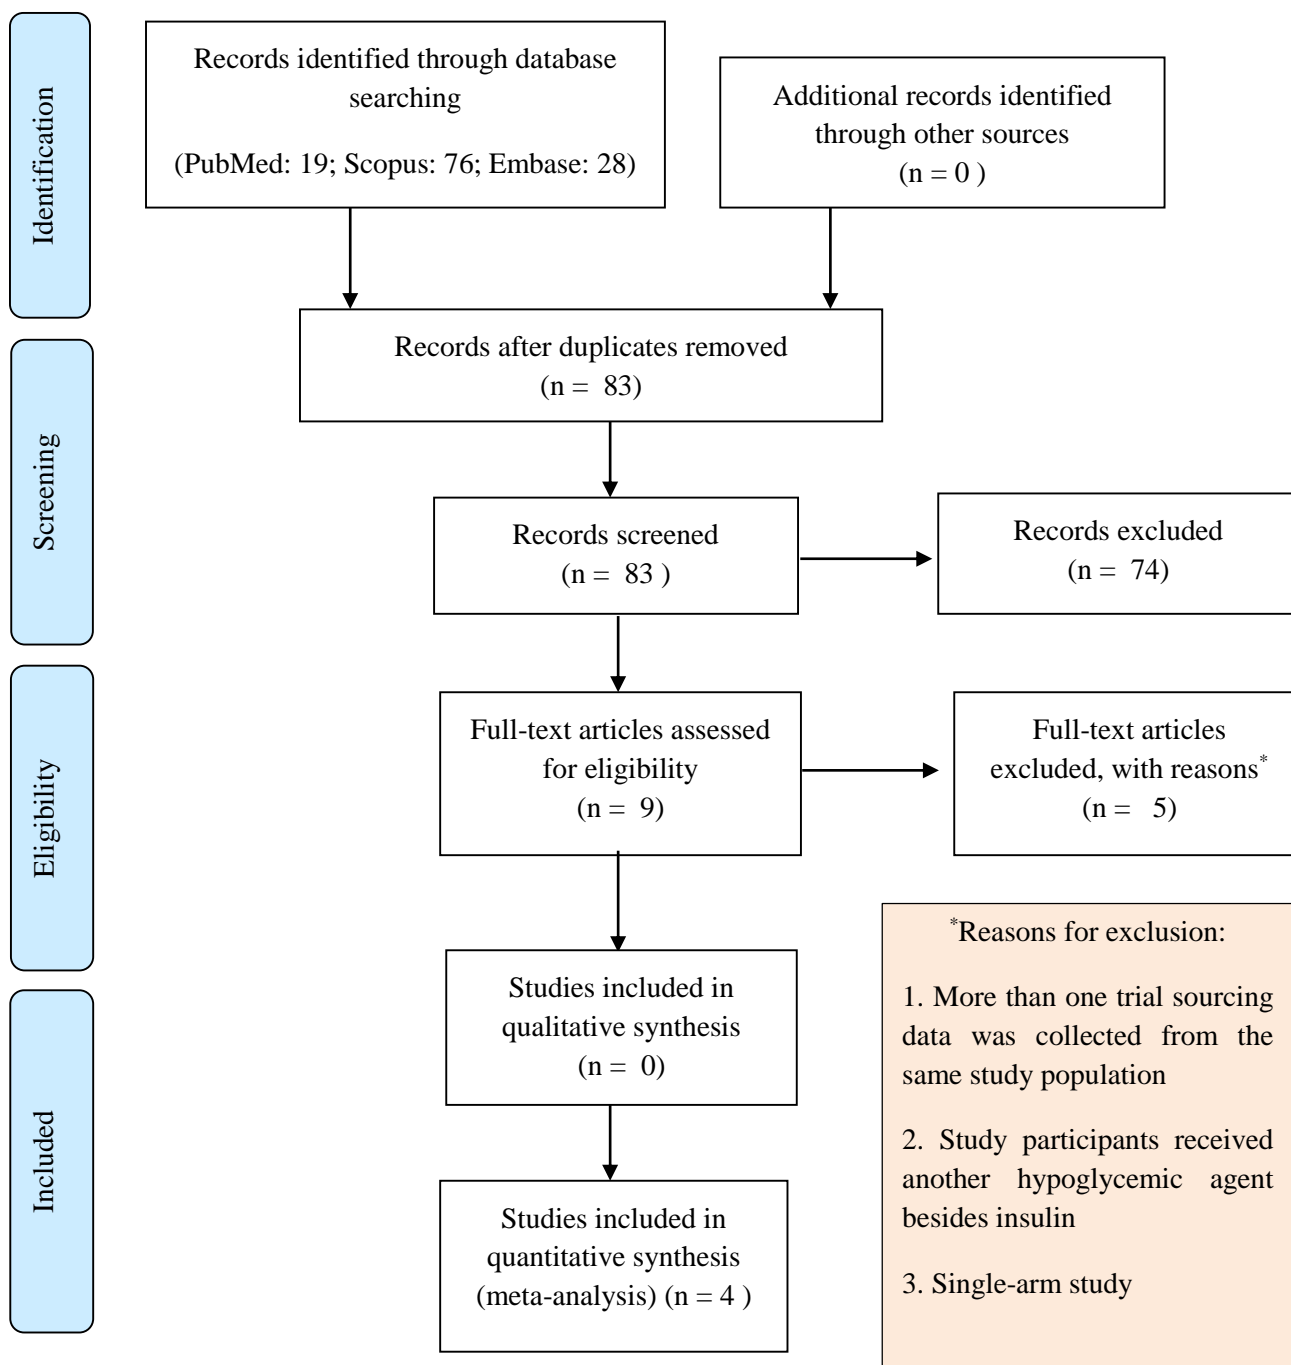 Identification
Records identified through database
searching
(PubMed: 19; Scopus: 76; Embase: 28)
Additional records identified
through other sources
(n = 0 )
Records after duplicates removed
(n = 83)
Screening
Records screened
(n = 83 )
Records excluded
(n = 74)
Eligibility
Full-text articles assessed
for eligibility
(n = 9)
Full-text articles
excluded, with reasons*
(n = 5)
Included
Studies included in
qualitative synthesis
(n = 0)
Studies included in
quantitative synthesis
(meta-analysis) (n = 4 )
*Reasons for exclusion:
1. More than one trial sourcing
data was collected from the
same study population
2. Study participants received
another hypoglycemic agent
besides insulin
3. Single-arm study